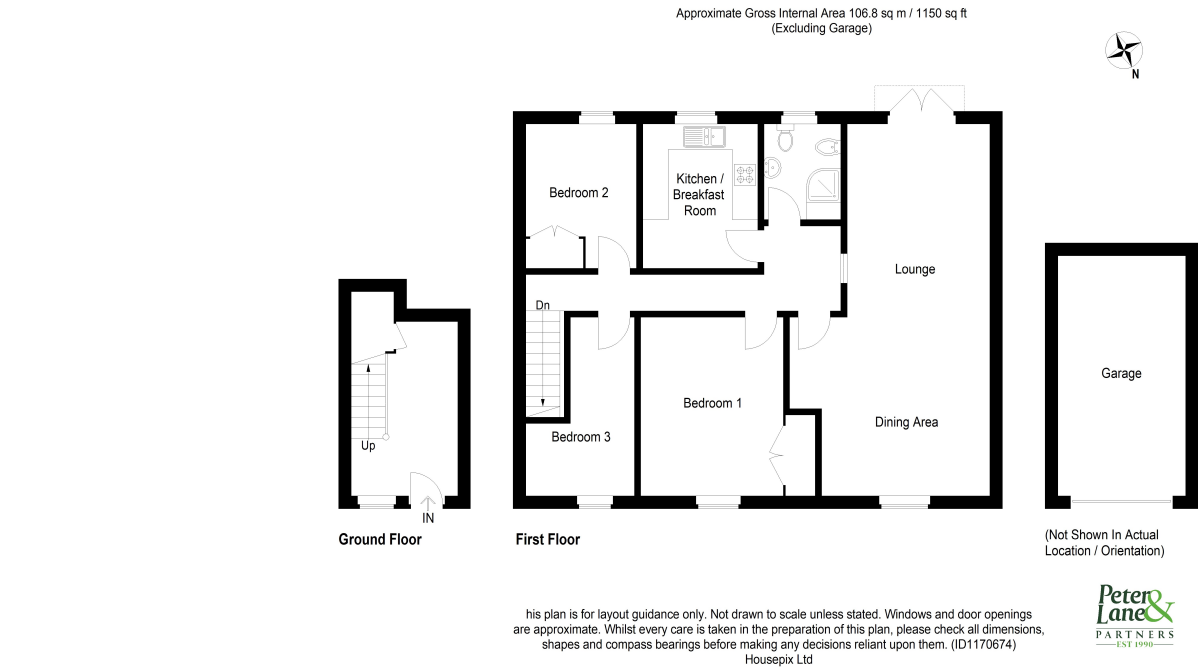 Approximate Gross Internal Area 106.8 sq m / 1150 sq ft
(Excluding Garage)
N
Bedroom 2
Kitchen /
Breakfast
Room
Lounge
Dn
Garage
Bedroom 1
Dining Area
Bedroom 3
Up
IN
Ground Floor
First Floor
(Not Shown In Actual
Location / Orientation)
his plan is for layout guidance only. Not drawn to scale unless stated. Windows and door openings
are approximate. Whilst every care is taken in the preparation of this plan, please check all dimensions,
shapes and compass bearings before making any decisions reliant upon them. (ID1170674)
Housepix Ltd
Peter &
Lane
PARTNERS
EST 1990